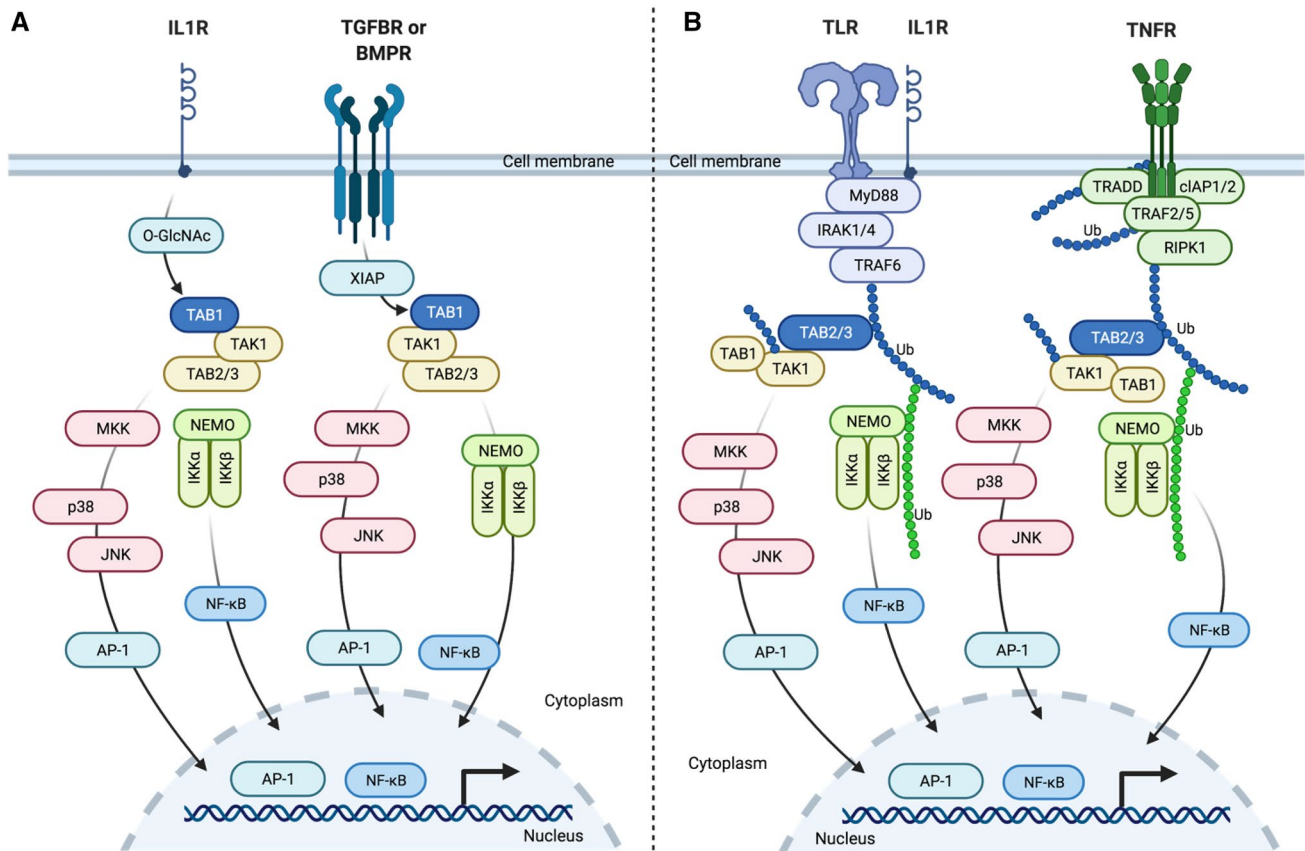 A
IL1R
TGFBR or
BMPR
Cell membrane
O-GlcNAc
XIAP
TAB1
TAK1
TAB2/3
TAB1
TAK1
TAB2/3
MKK
p38
JNK
NEMO
IKKα
IKKβ
MKK
p38
JNK
NEMO
IKKα
IKKβ
NF-κB
AP-1
AP-1
NF-κB
Cytoplasm
AP-1
NF-κB
Nucleus
B
TLR
IL1R
TNFR
Cell membrane
MyD88
IRAK1/4
TRAF6
TRADD
cIAP1/2
TRAF2/5
Ub
RIPK1
TAB2/3
TAB1
TAK1
Ub
TAB2/3
Ub
TAK1
TAB1
MKK
p38
JNK
NEMO
IKKα
IKKβ
Ub
MKK
p38
JNK
NEMO
Ub
IKKα
IKKβ
NF-κB
AP-1
AP-1
NF-κB
Cytoplasm
AP-1
NF-κB
Nucleus